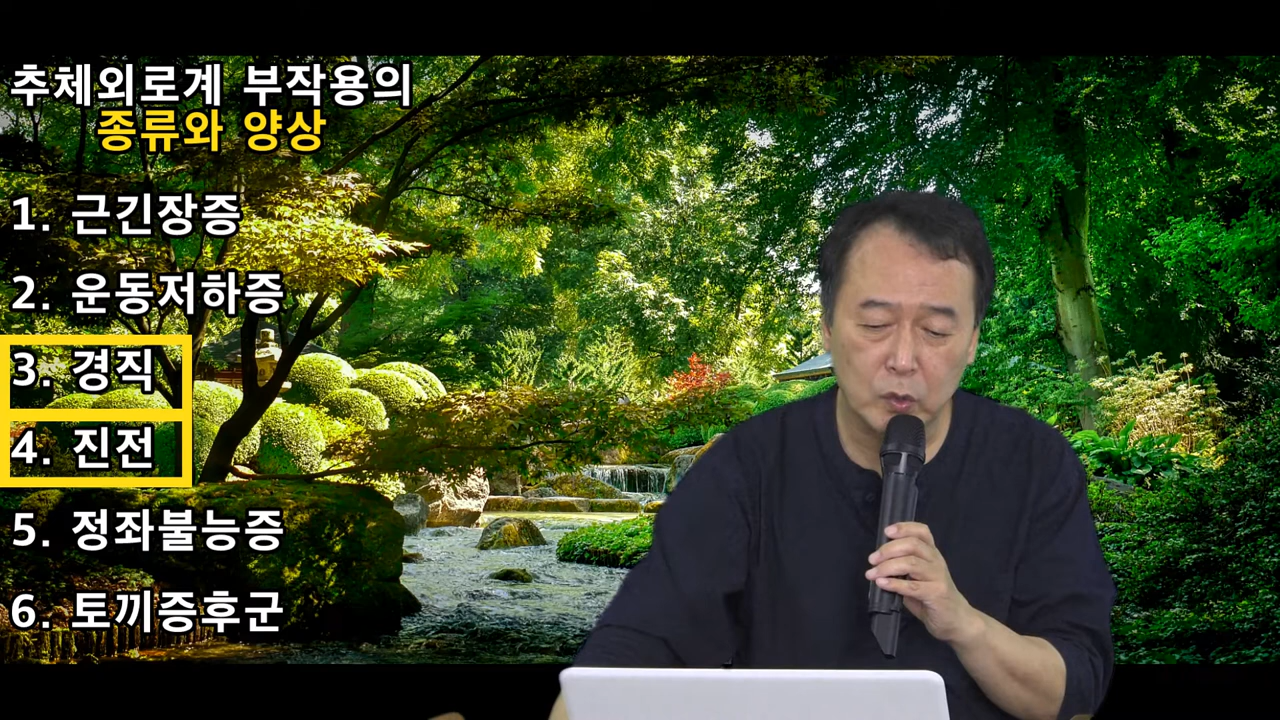 추체외로계 부작용의
종류와 양상
1. 근긴장증
2. 운동저하증
3. 경직
4. 진전
5. 정좌불능증
6. 토끼증후군